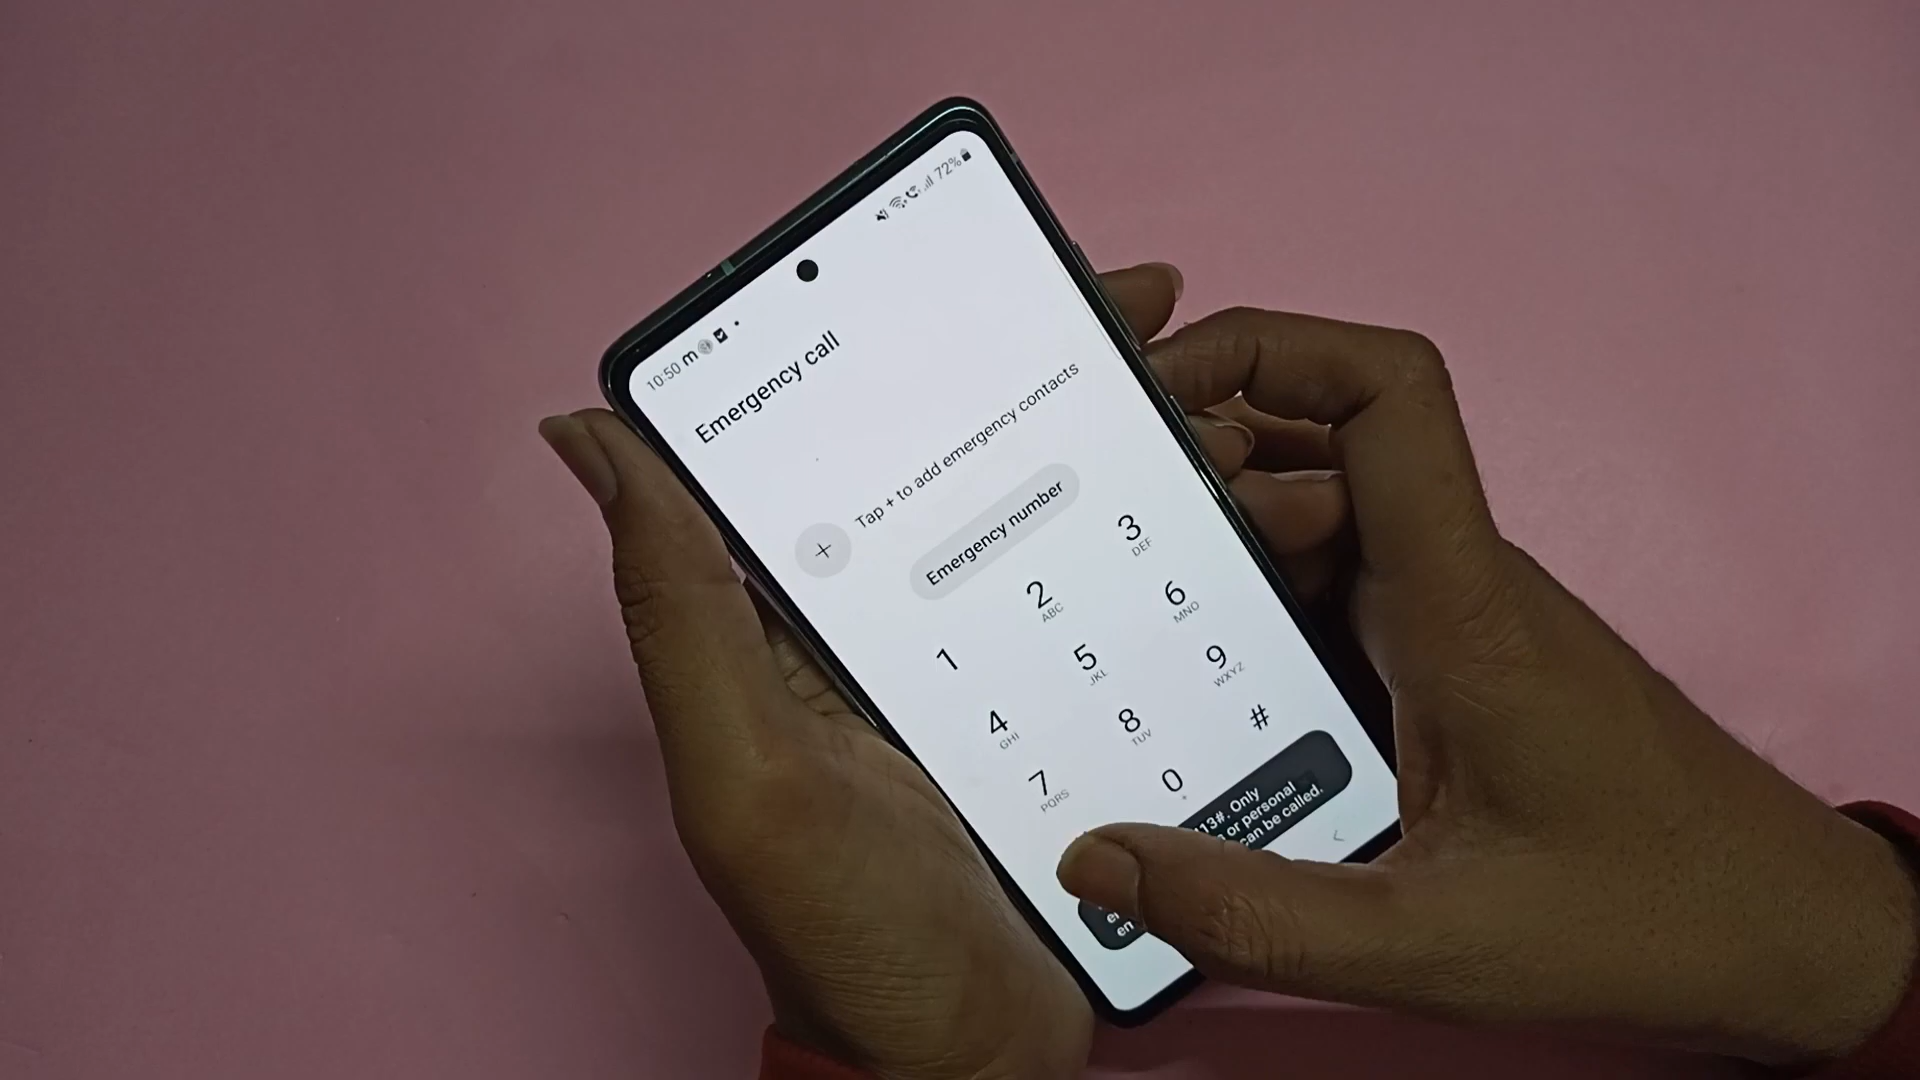 10:50 m
72%
Emergency call
+ Tap + to add emergency contacts
Emergency number
1
2 ABC
3 DEF
4 GHI
5 JKL
6 MNO
7 PQRS
8 TUV
9 WXYZ
0 +
#
13#. Only
or personal
can be called.
en